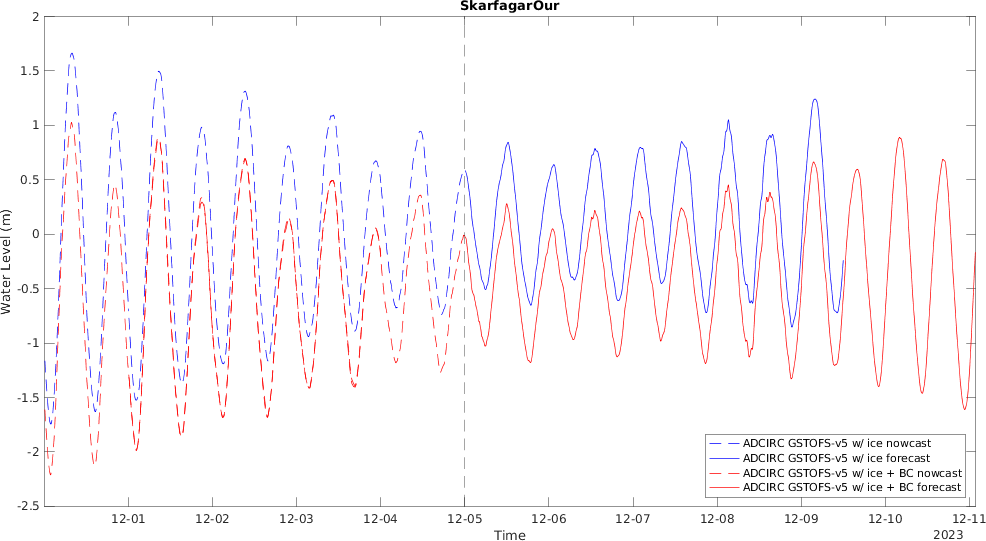 SkarfagarOur
2
1.5
1
0.5
0
-0.5
-1
-1.5
-2
-2.5
Water Level (m)
12-01 12-02 12-03 12-04 12-05 12-06 12-07 12-08 12-09 12-10 12-11
Time
2023
ADCIRC GSTOFS-v5 w/ ice nowcast
ADCIRC GSTOFS-v5 w/ ice forecast
ADCIRC GSTOFS-v5 w/ ice + BC nowcast
ADCIRC GSTOFS-v5 w/ ice + BC forecast